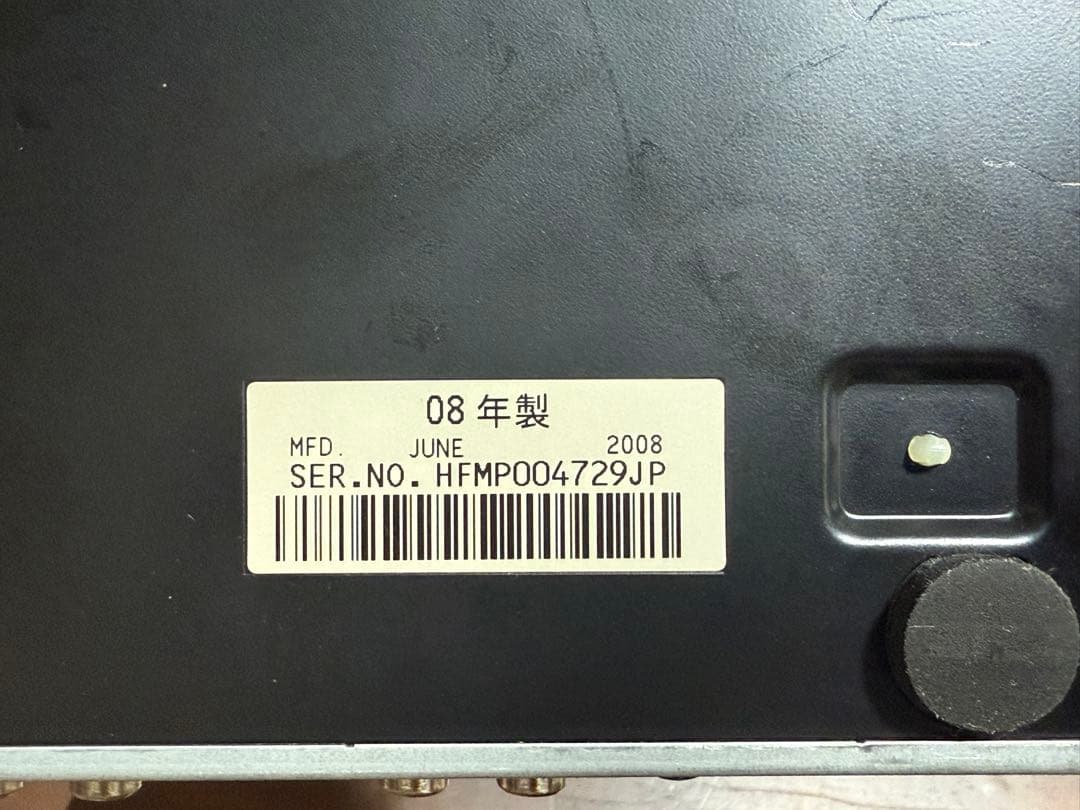 08 年製
MFD. JUNE 2008
SER.NO. HFMP004729JP